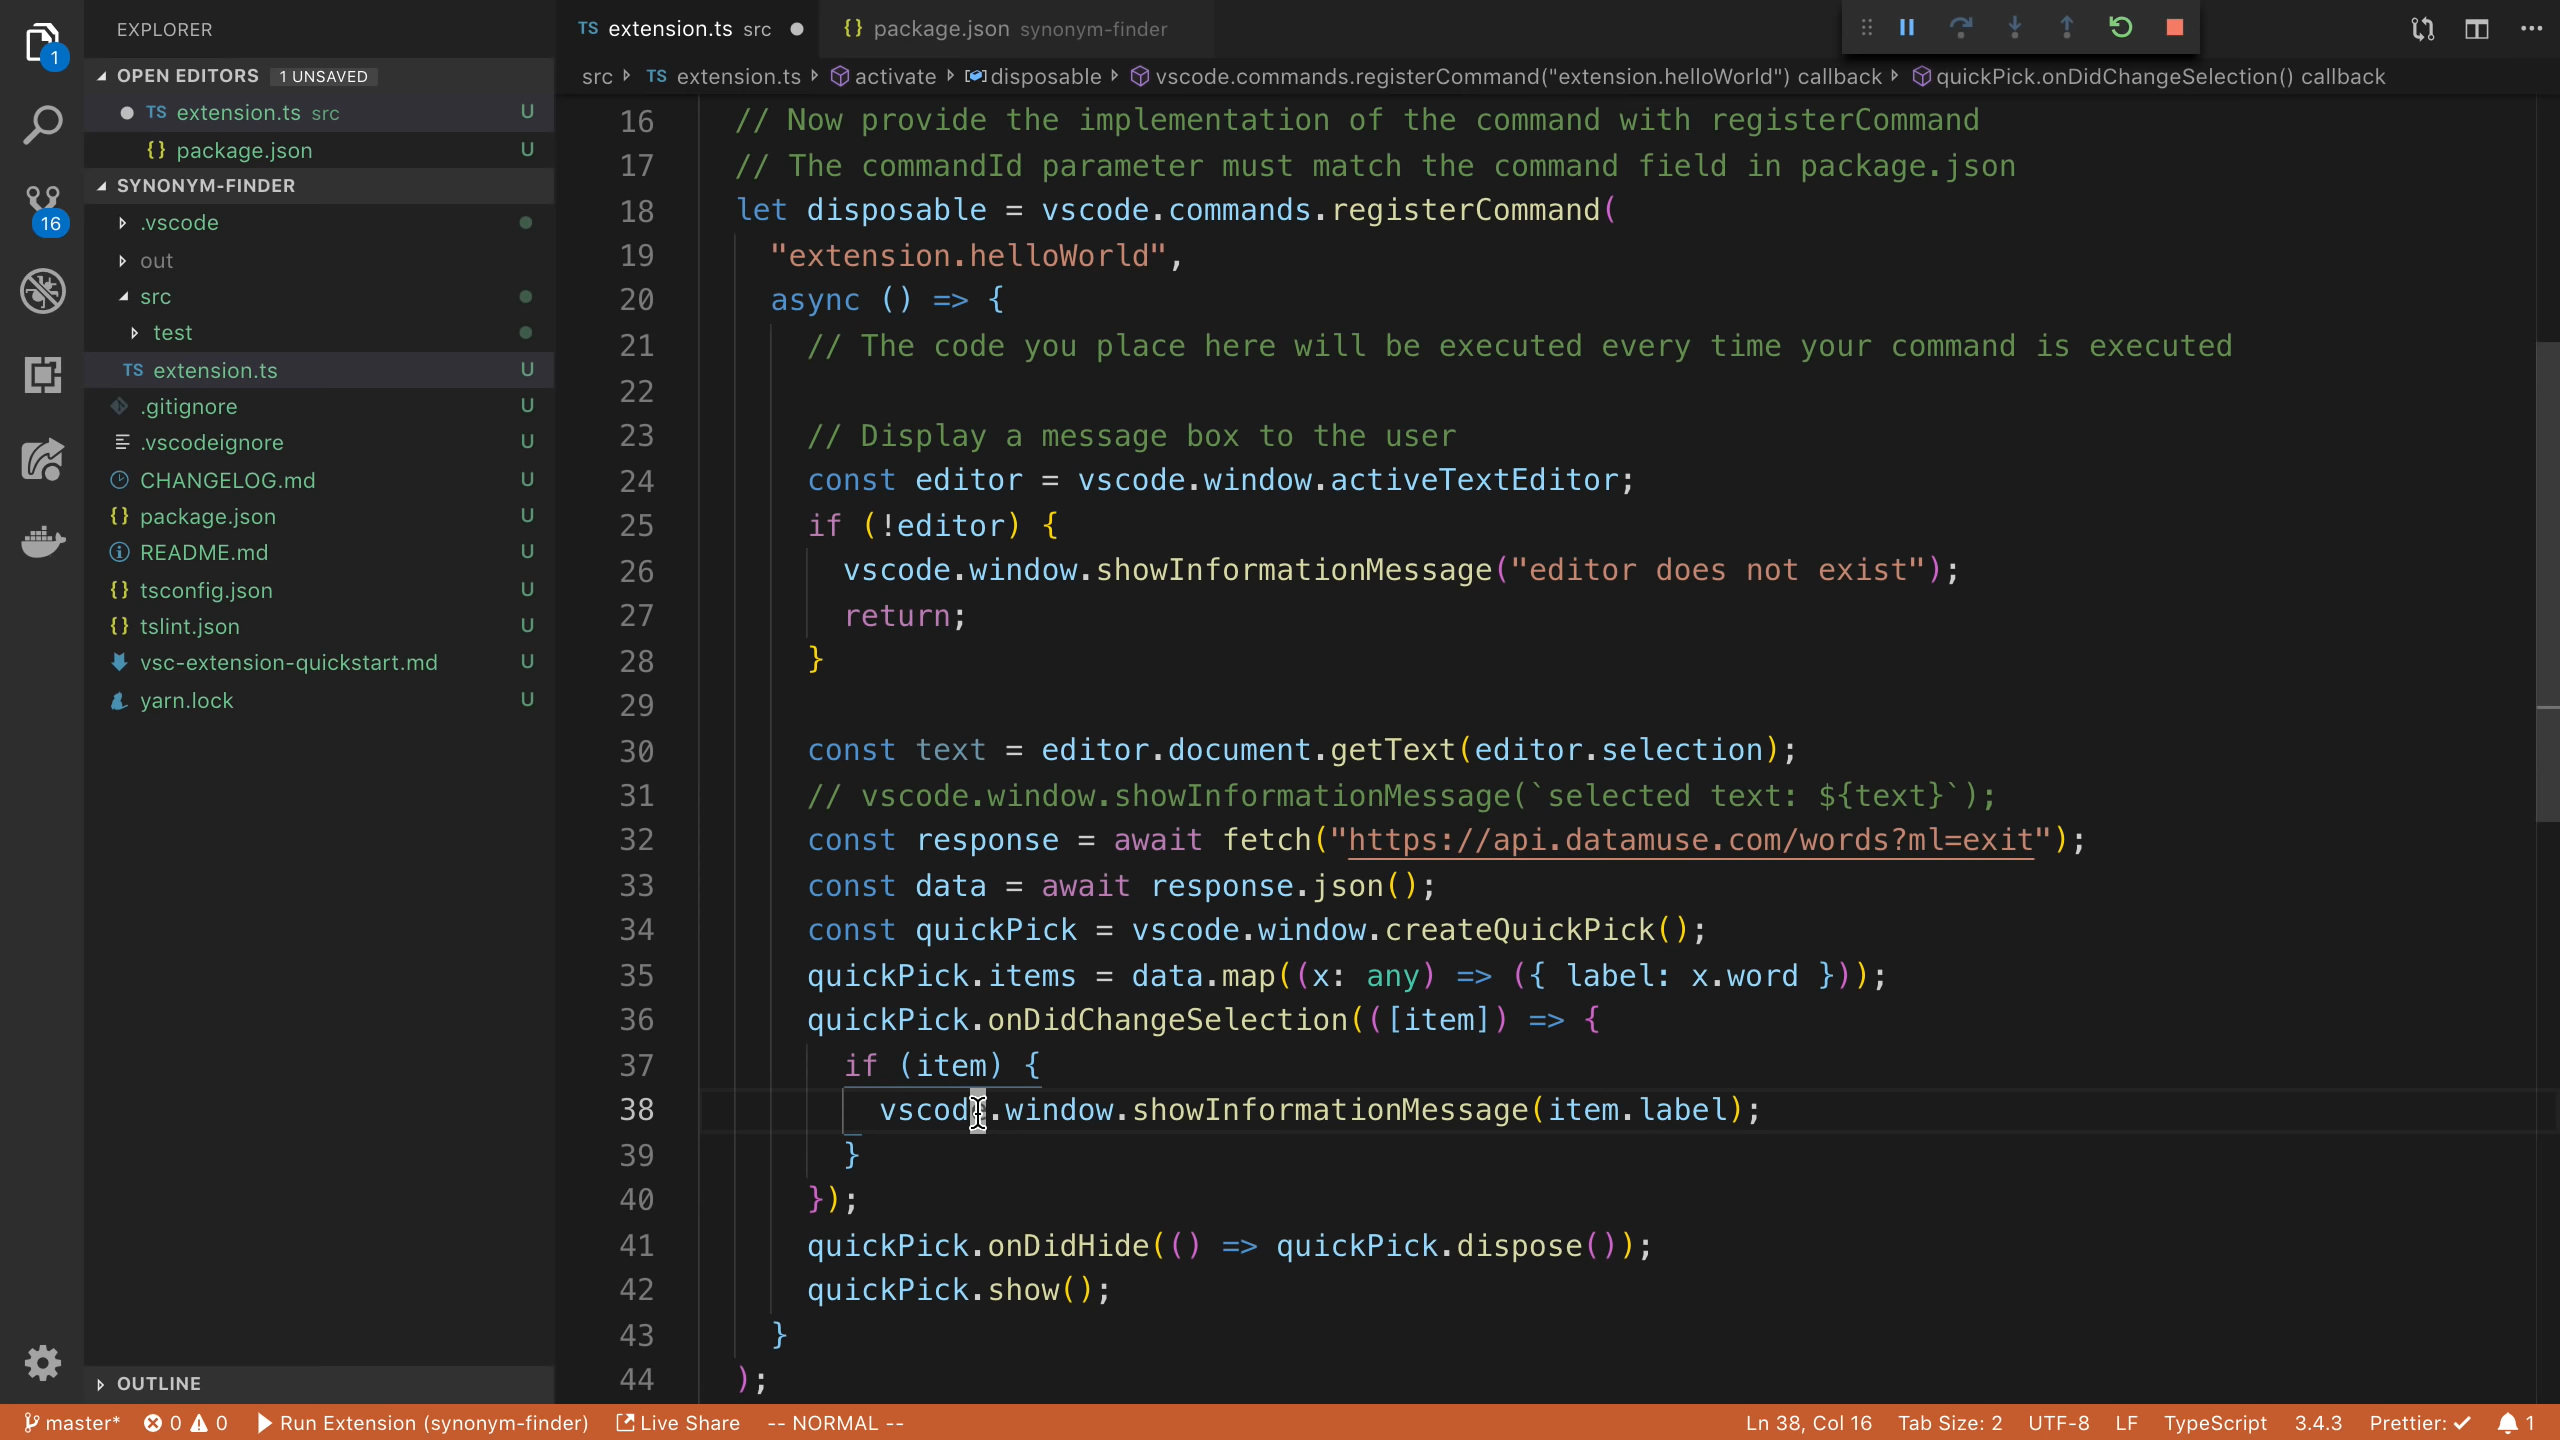 EXPLORER
OPEN EDITORS 1 UNSAVED
TS extension.ts src U
{} package.json U
SYNONYM-FINDER
.vscode
out
src
test
TS extension.ts U
.gitignore U
.vscodeignore U
CHANGELOG.md U
{} package.json U
README.md U
{} tsconfig.json U
{} tslint.json U
vsc-extension-quickstart.md U
yarn.lock U
OUTLINE
1
16
TS extension.ts src
{} package.json synonym-finder
src TS extension.ts activate disposable vscode.commands.registerCommand("extension.helloWorld") callback quickPick.onDidChangeSelection() callback
16 // Now provide the implementation of the command with registerCommand
17 // The commandId parameter must match the command field in package.json
18 let disposable = vscode.commands.registerCommand(
19 "extension.helloWorld",
20 async () => {
21 // The code you place here will be executed every time your command is executed
22
23 // Display a message box to the user
24 const editor = vscode.window.activeTextEditor;
25 if (!editor) {
26 vscode.window.showInformationMessage("editor does not exist");
27 return;
28 }
29
30 const text = editor.document.getText(editor.selection);
31 // vscode.window.showInformationMessage(`selected text: ${text}`);
32 const response = await fetch("https://api.datamuse.com/words?ml=exit");
33 const data = await response.json();
34 const quickPick = vscode.window.createQuickPick();
35 quickPick.items = data.map((x: any) => ({ label: x.word }));
36 quickPick.onDidChangeSelection(([item]) => {
37 if (item) {
38 vscode.window.showInformationMessage(item.label);
39 }
40 });
41 quickPick.onDidHide(() => quickPick.dispose());
42 quickPick.show();
43 }
44 );
master* 0 0 Run Extension (synonym-finder) Live Share -- NORMAL -- Ln 38, Col 16 Tab Size: 2 UTF-8 LF TypeScript 3.4.3 Prettier: ✓ 1